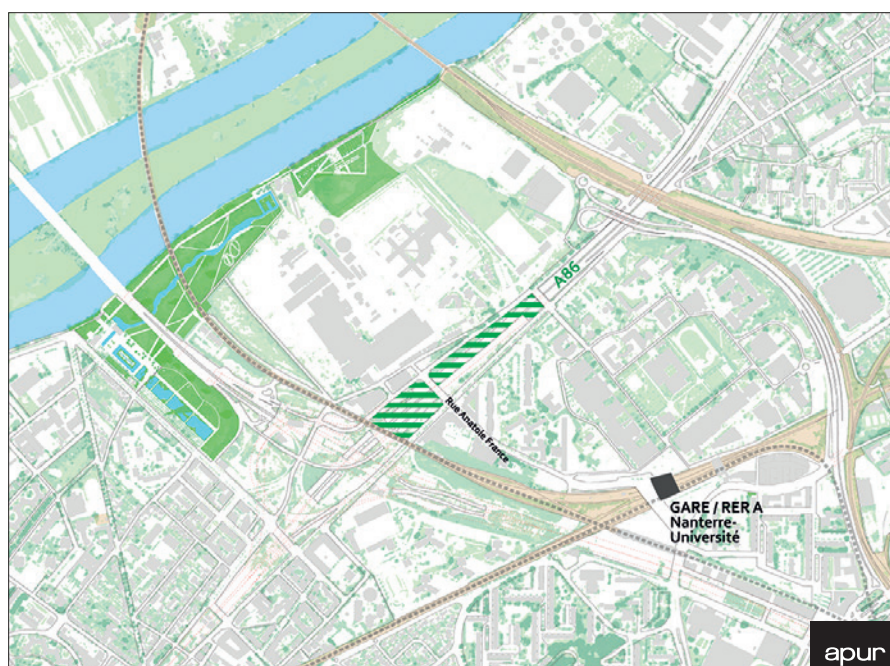 A86
Rue Anatole France
GARE / RER A
Nanterre-
Université
apur